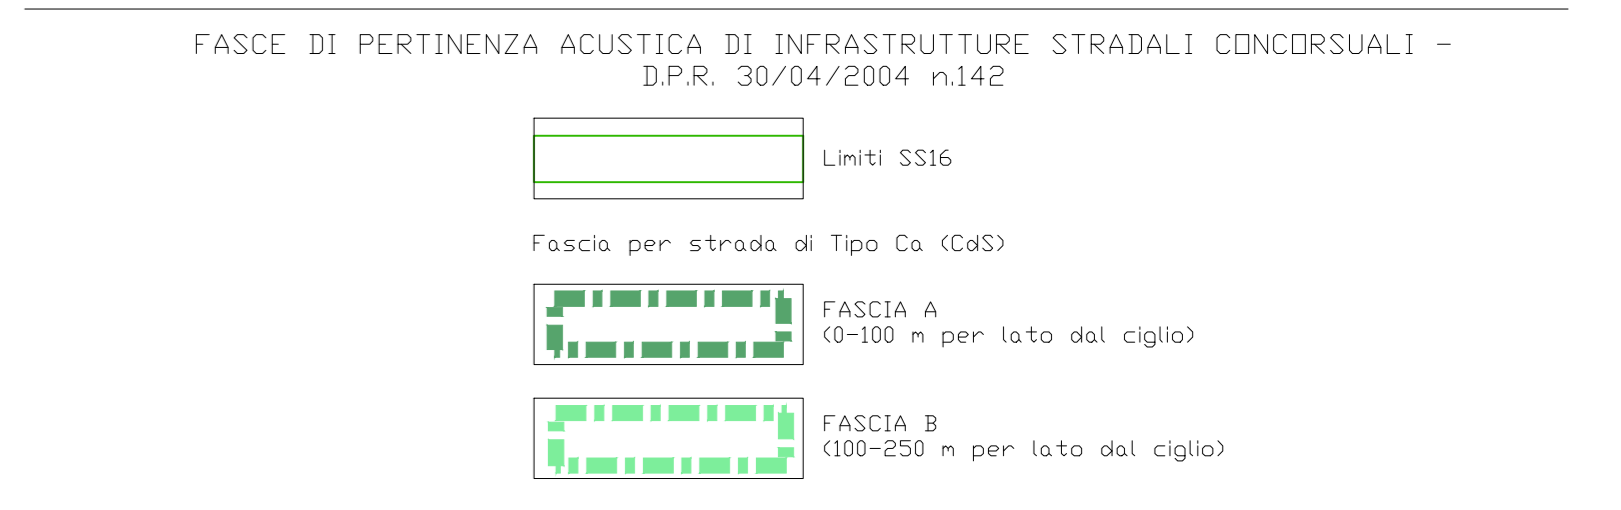 FASCE DI PERTINENZA ACUSTICA DI INFRASTRUTTURE STRADALI CONCORSUALI -
D.P.R. 30/04/2004 n.142
Limiti SS16
Fascia per strada di Tipo Ca (CdS)
FASCIA A
(0-100 m per lato dal ciglio)
FASCIA B
(100-250 m per lato dal ciglio)